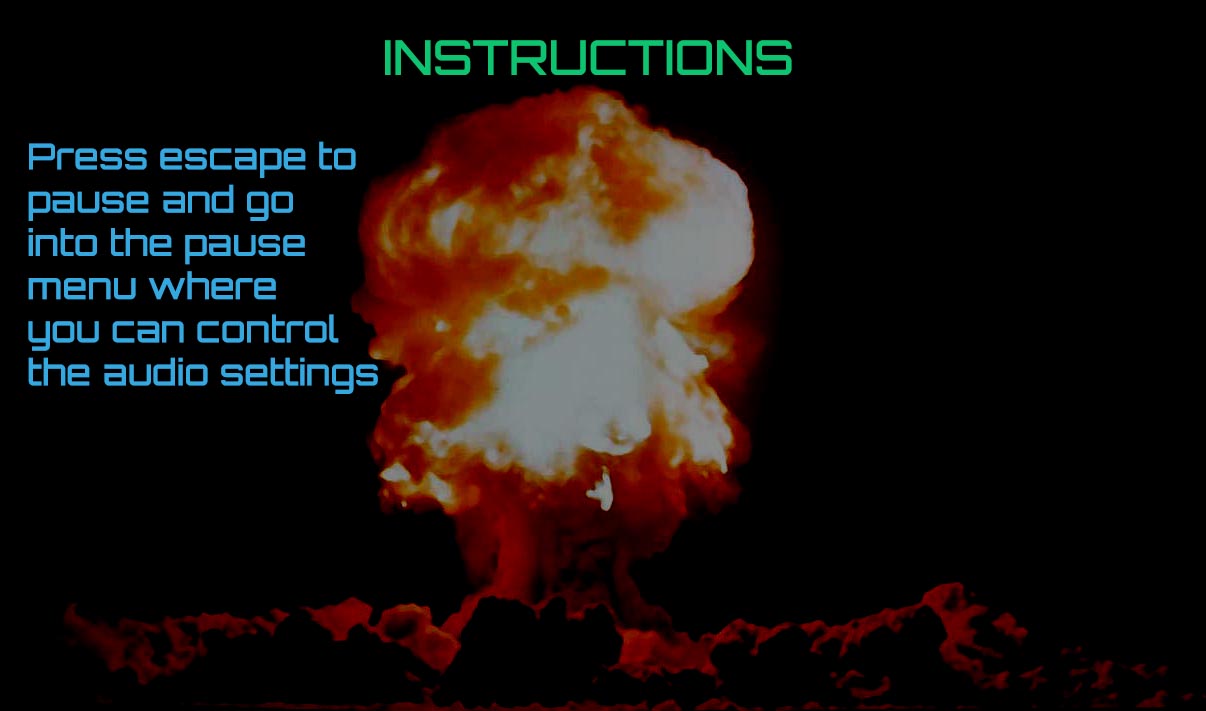 INSTRUCTIONS
Press escape to
pause and go
into the pause
menu where
you can control
the audio settings